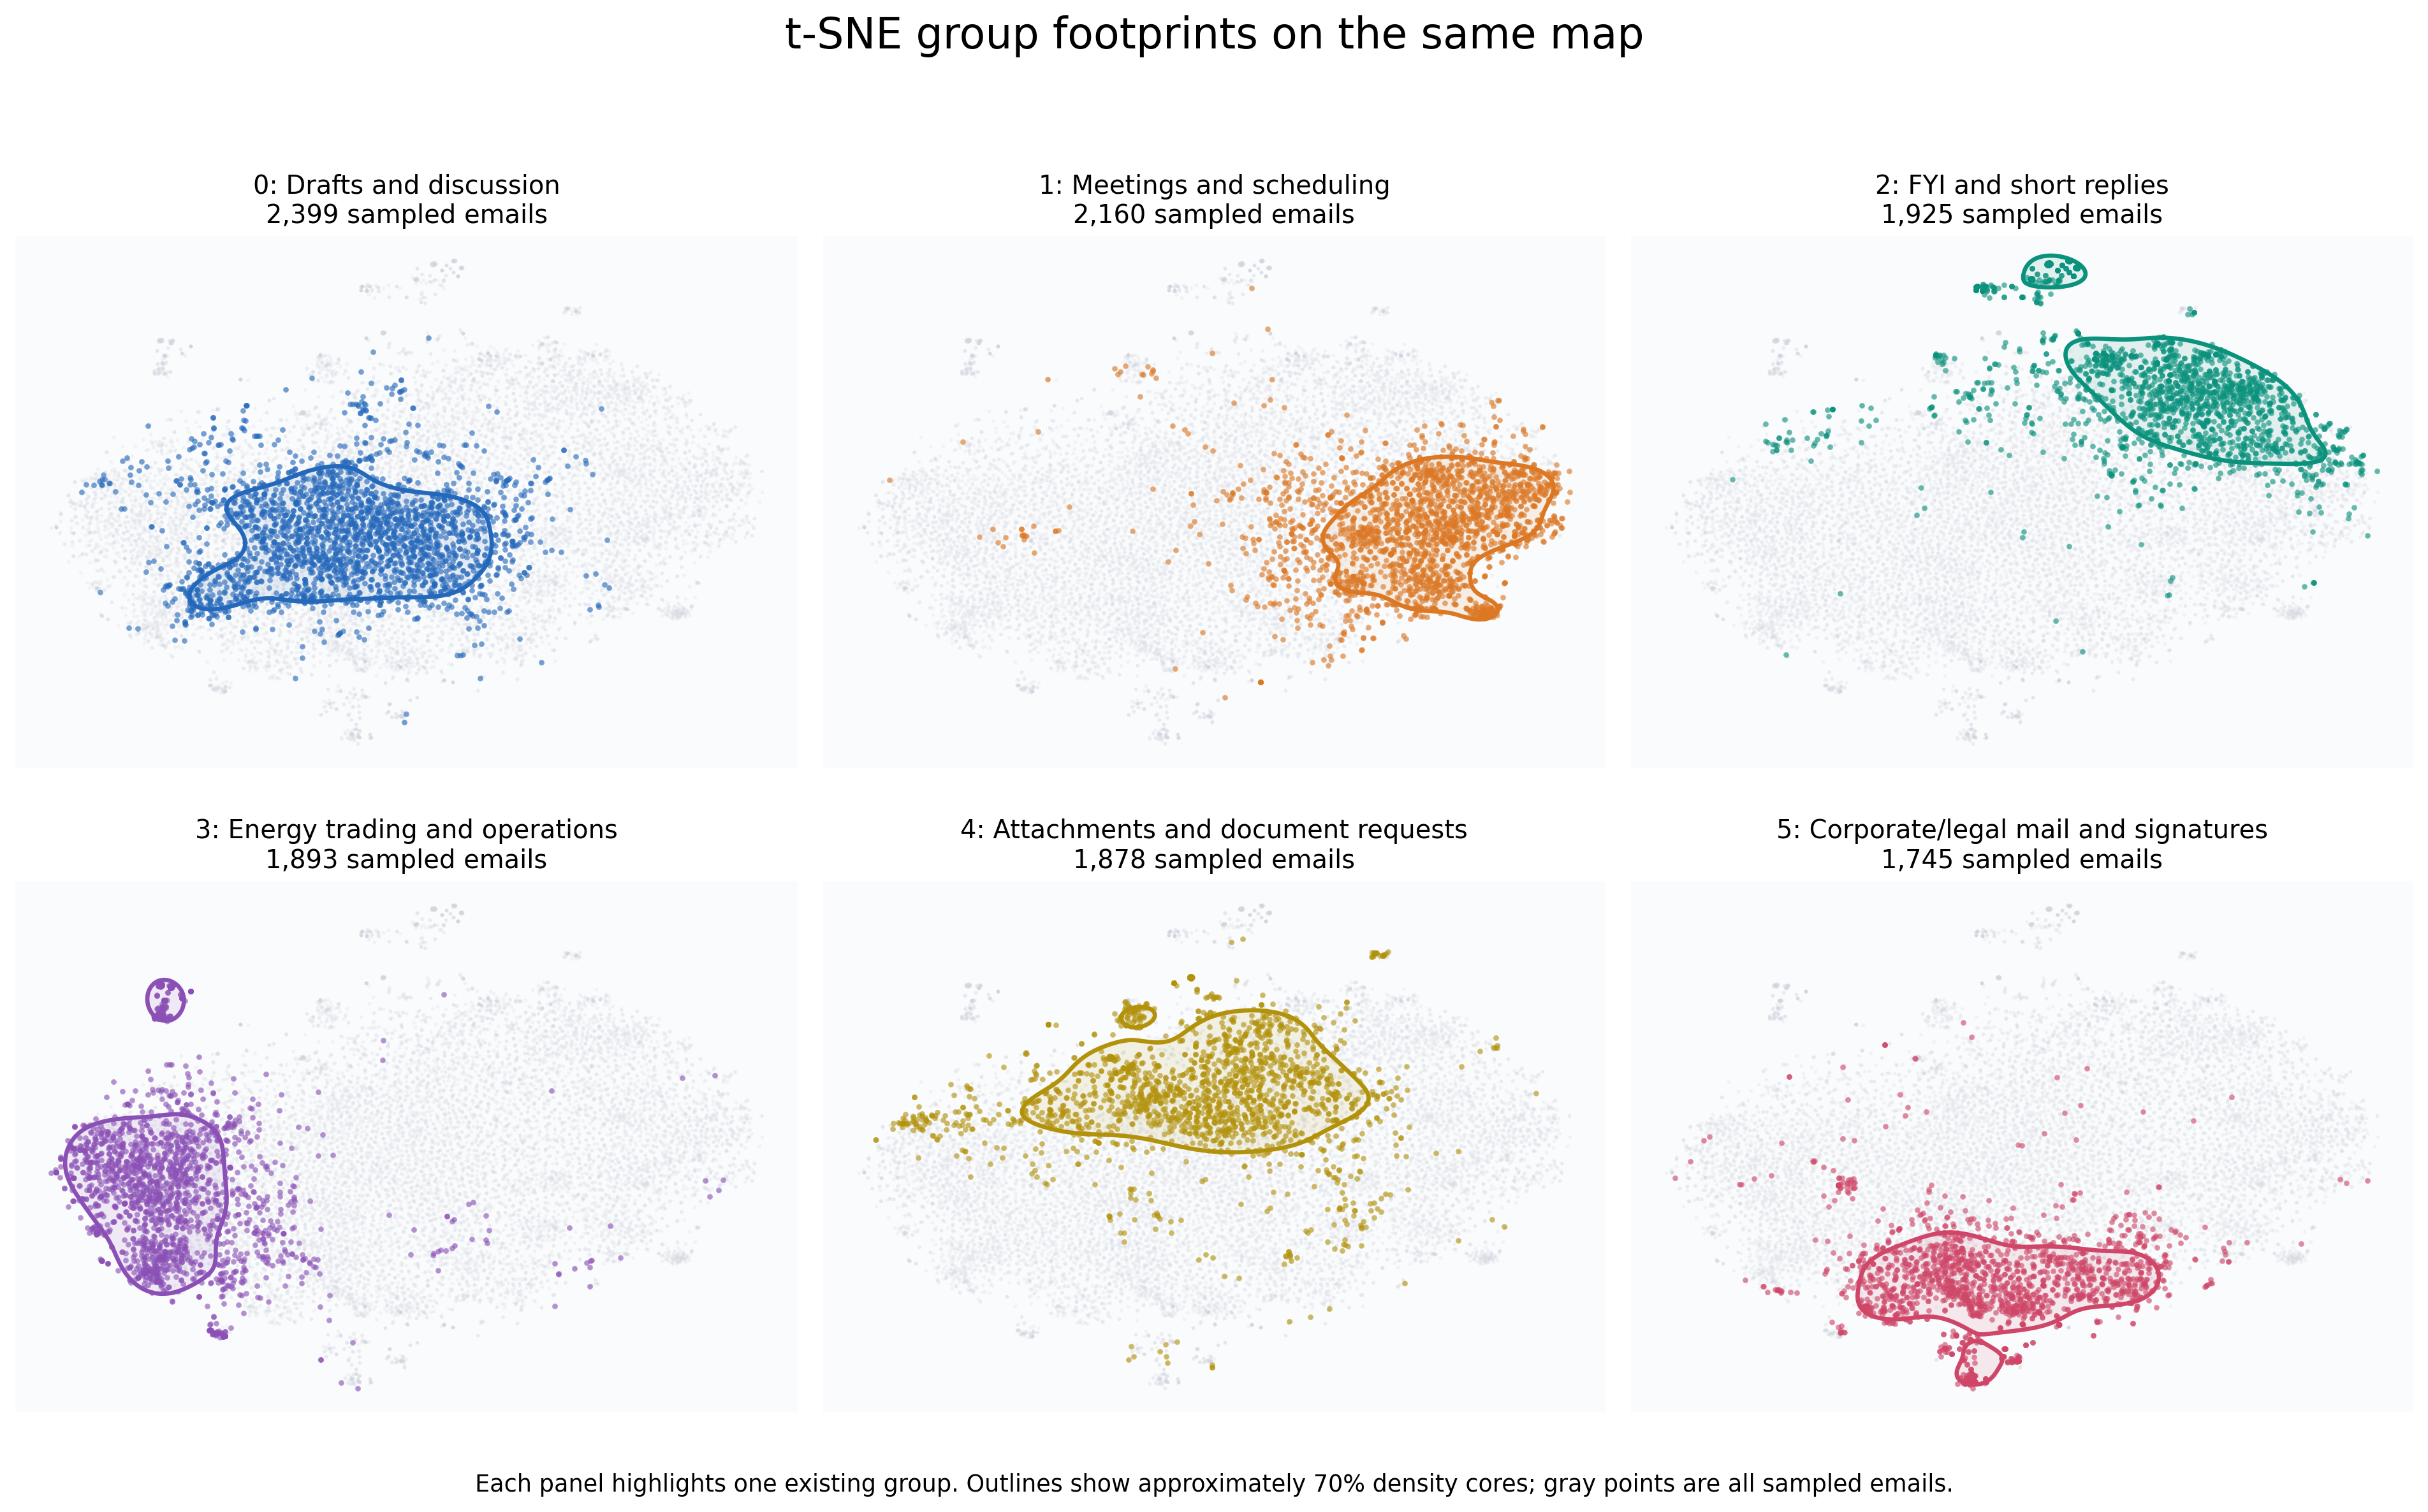 t-SNE group footprints on the same map
0: Drafts and discussion
2,399 sampled emails
1: Meetings and scheduling
2,160 sampled emails
2: FYI and short replies
1,925 sampled emails
3: Energy trading and operations
1,893 sampled emails
4: Attachments and document requests
1,878 sampled emails
5: Corporate/legal mail and signatures
1,745 sampled emails
Each panel highlights one existing group. Outlines show approximately 70% density cores; gray points are all sampled emails.